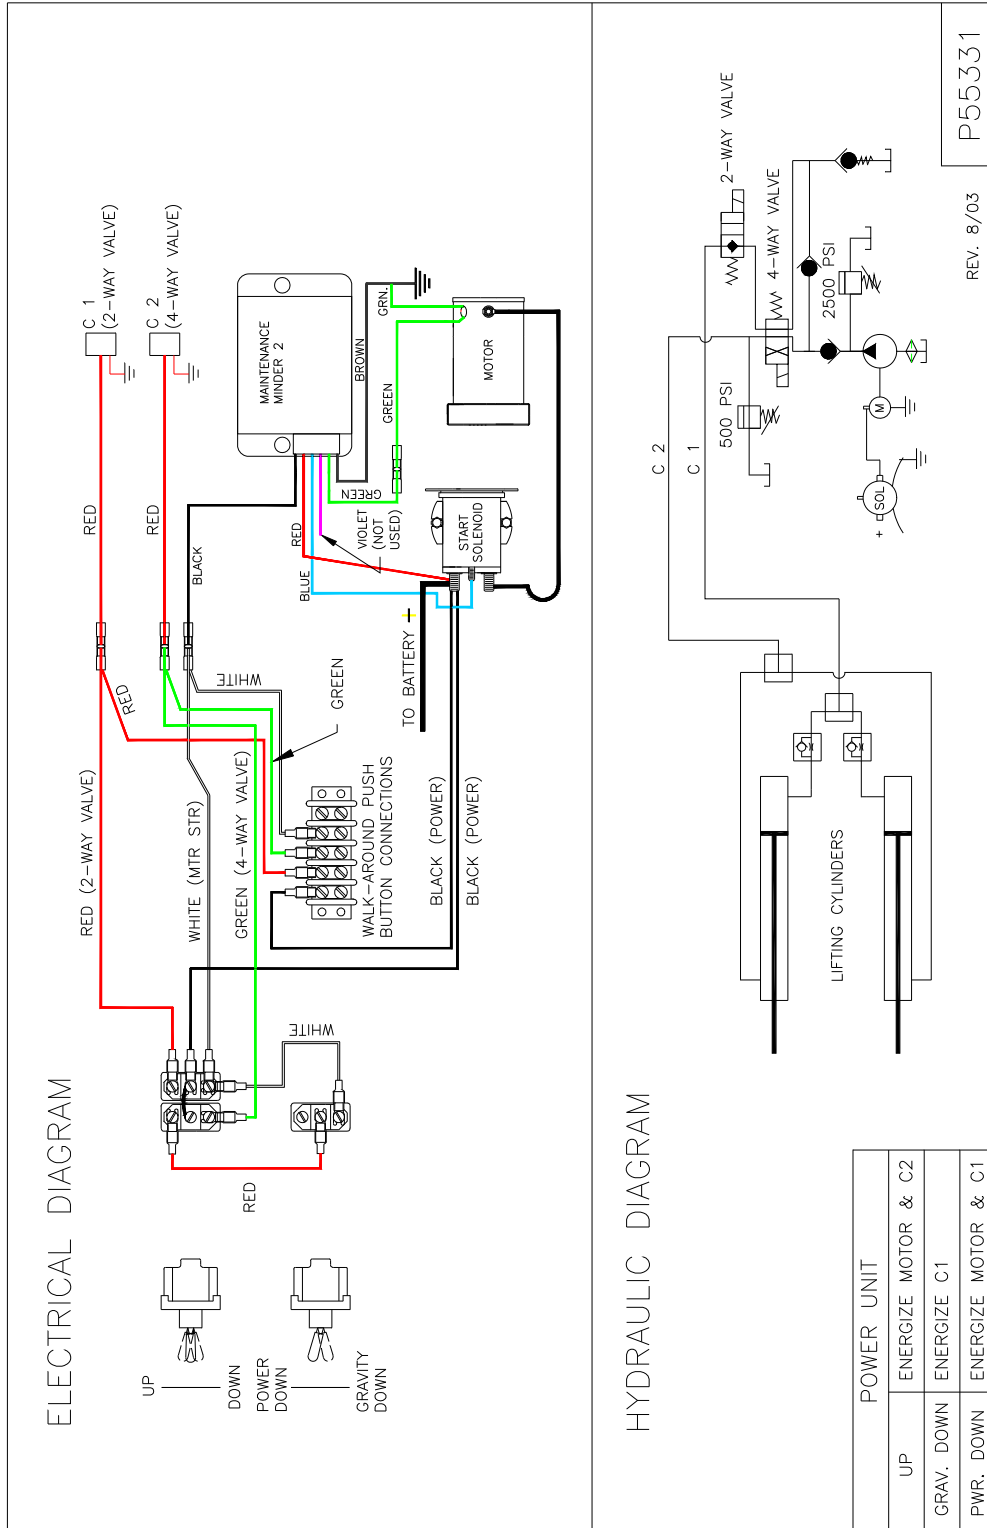 ELECTRICAL DIAGRAM
UP
DOWN
POWER
DOWN
GRAVITY
DOWN
RED
WHITE
RED (2-WAY VALVE)
WHITE (MTR STR)
GREEN (4-WAY VALVE)
RED
WHITE
GREEN
WALK-AROUND PUSH
BUTTON CONNECTIONS
BLACK (POWER)
BLACK (POWER)
TO BATTERY +
RED
RED
BLACK
C 1
(2-WAY VALVE)
C 2
(4-WAY VALVE)
MAINTENANCE
MINDER 2
RED
BLUE
VIOLET
(NOT
USED)
GREEN
BROWN
GREEN
GRN.
START
SOLENOID
MOTOR
HYDRAULIC DIAGRAM
LIFTING CYLINDERS
C 2
C 1
500 PSI
2-WAY VALVE
4-WAY VALVE
2500 PSI
M
SOL
+
POWER UNIT
UP ENERGIZE MOTOR & C2
GRAV. DOWN ENERGIZE C1
PWR. DOWN ENERGIZE MOTOR & C1
REV. 8/03
P55331